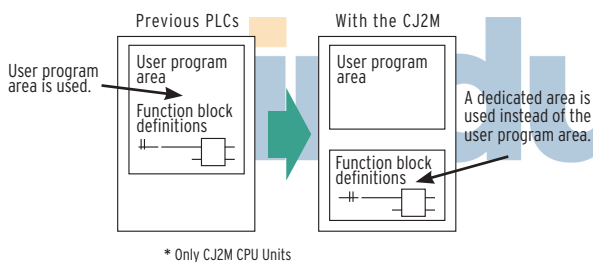 Previous PLCs
With the CJ2M
User program
area is used.
User program
area
Function block
definitions
User program
area
Function block
definitions
A dedicated area is
used instead of the
user program area.
* Only CJ2M CPU Units